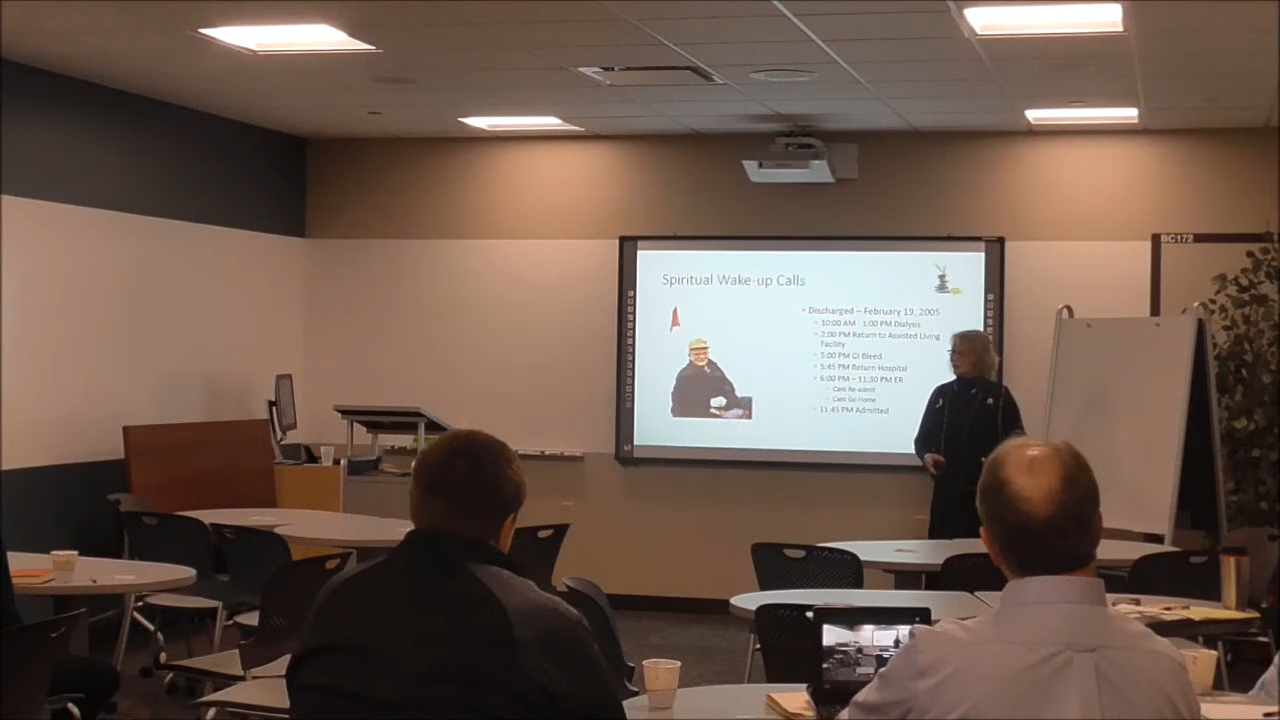 BC172
Spiritual Wake-up Calls
Discharged – February 19, 2005
10:00 AM - 1:00 PM Dialysis
2:00 PM Return to Assisted Living
Facility
5:00 PM GI Bleed
5:45 PM Return Hospital
6:00 PM – 11:30 PM ER
Cant Re-admit
Cant Go Home
11:45 PM Admitted